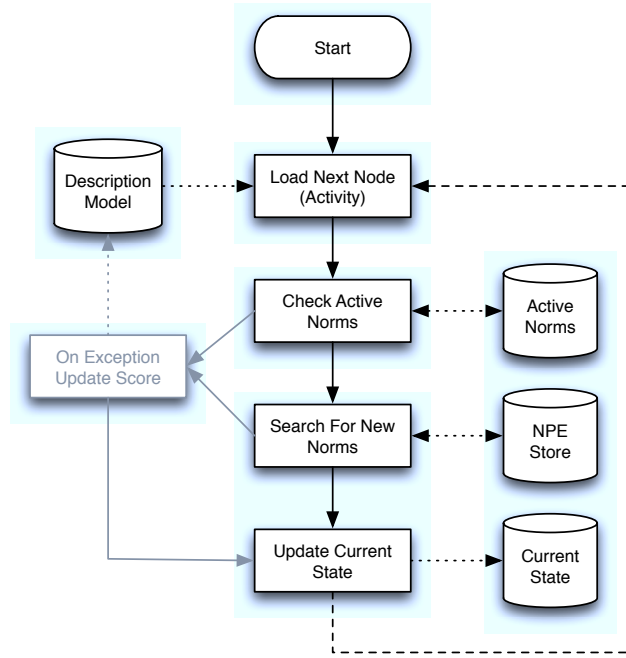 Start
Load Next Node
(Activity)
Description
Model
Check Active
Norms
Active
Norms
On Exception
Update Score
Search For New
Norms
NPE
Store
Update Current
State
Current
State